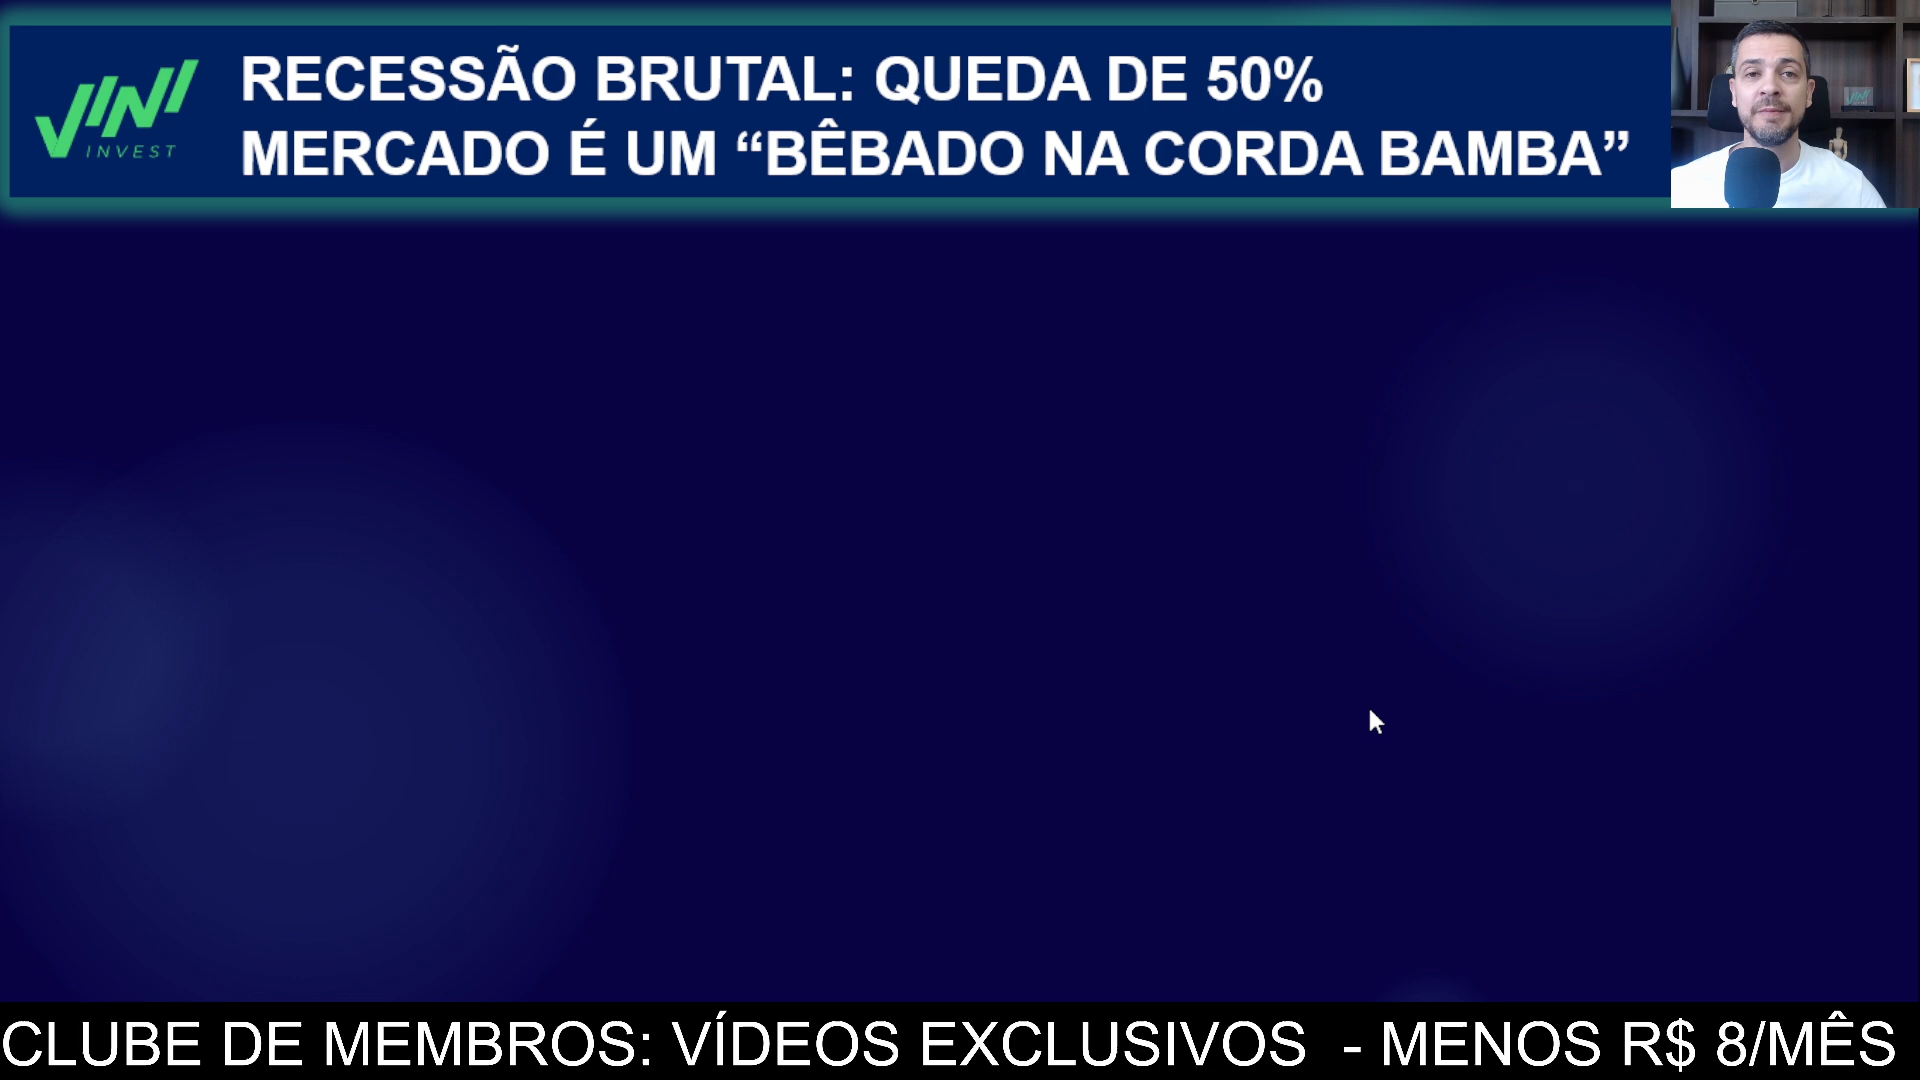 VINI
INVEST
RECESSÃO BRUTAL: QUEDA DE 50%
MERCADO É UM “BÊBADO NA CORDA BAMBA”
CLUBE DE MEMBROS: VÍDEOS EXCLUSIVOS - MENOS R$ 8/MÊS